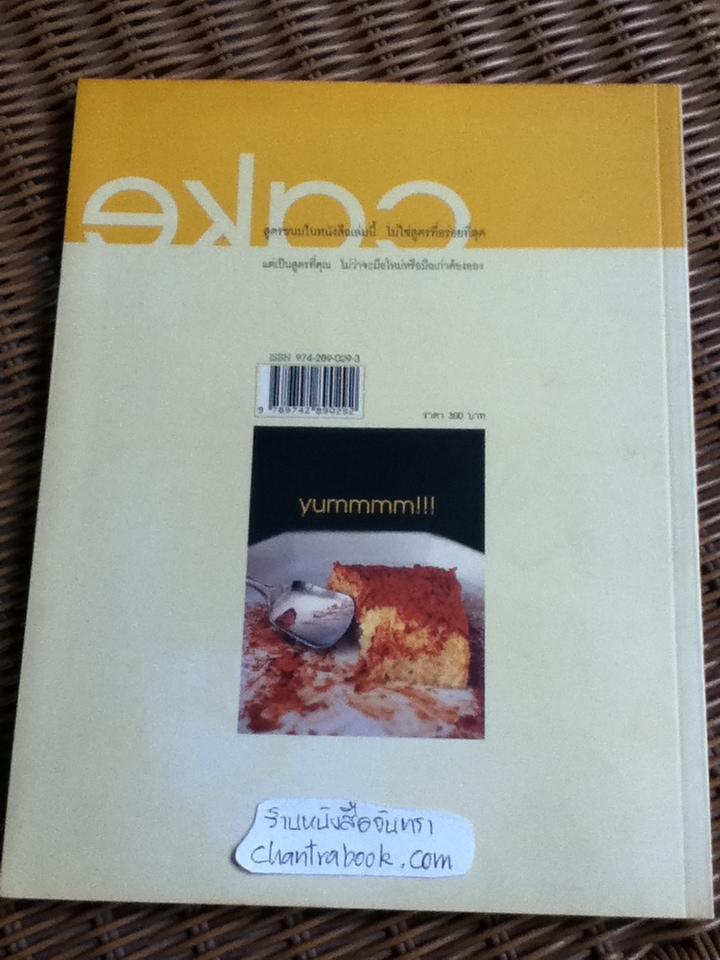 cake
สูตรขนมในหนังสือเล่มนี้ ไม่ใช่สูตรที่อร่อยที่สุด
แต่เป็นสูตรที่คุณ ไม่ว่าจะมือใหม่หรือมือเก่าต้องลอง
ISBN 974-289-029-3
9 789742 890292
ราคา 300 บาท
yummmm!!!
ร้านหนังสือจันทรา
chantrabook.com